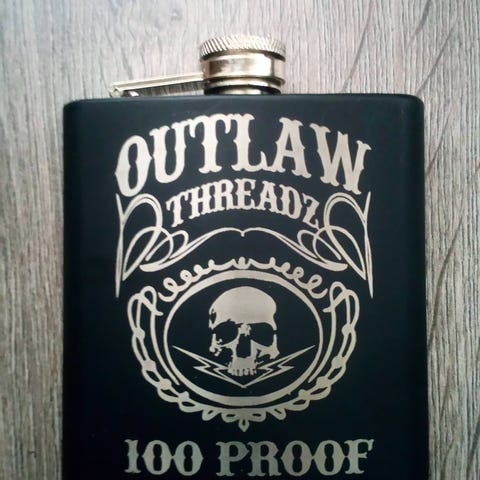 OUTLAW
THREADZ
100 PROOF